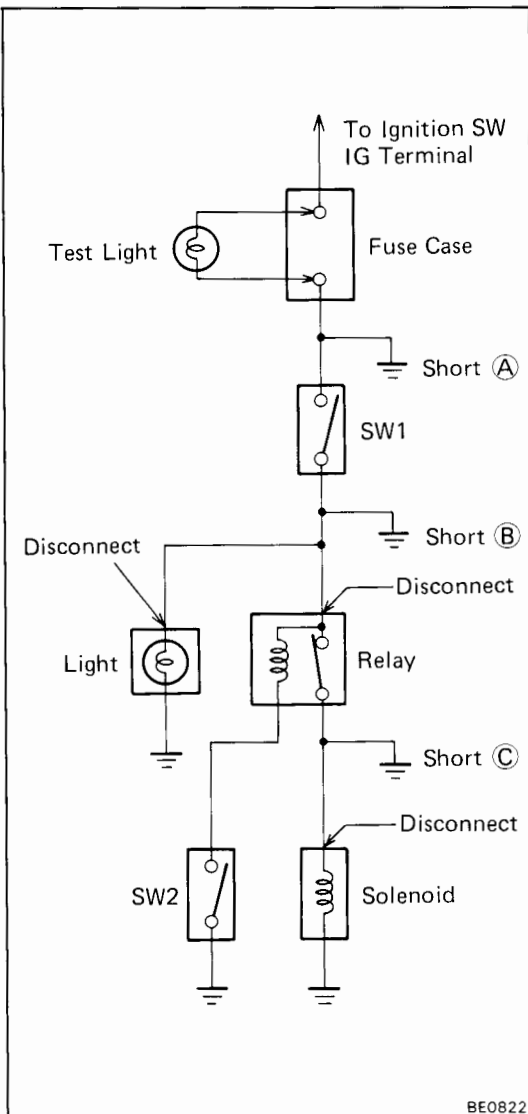 To Ignition SW
IG Terminal
Test Light
Fuse Case
Short Ⓐ
SW1
Short Ⓑ
Disconnect
Disconnect
Light
Relay
Short Ⓒ
Disconnect
SW2
Solenoid
BE0822